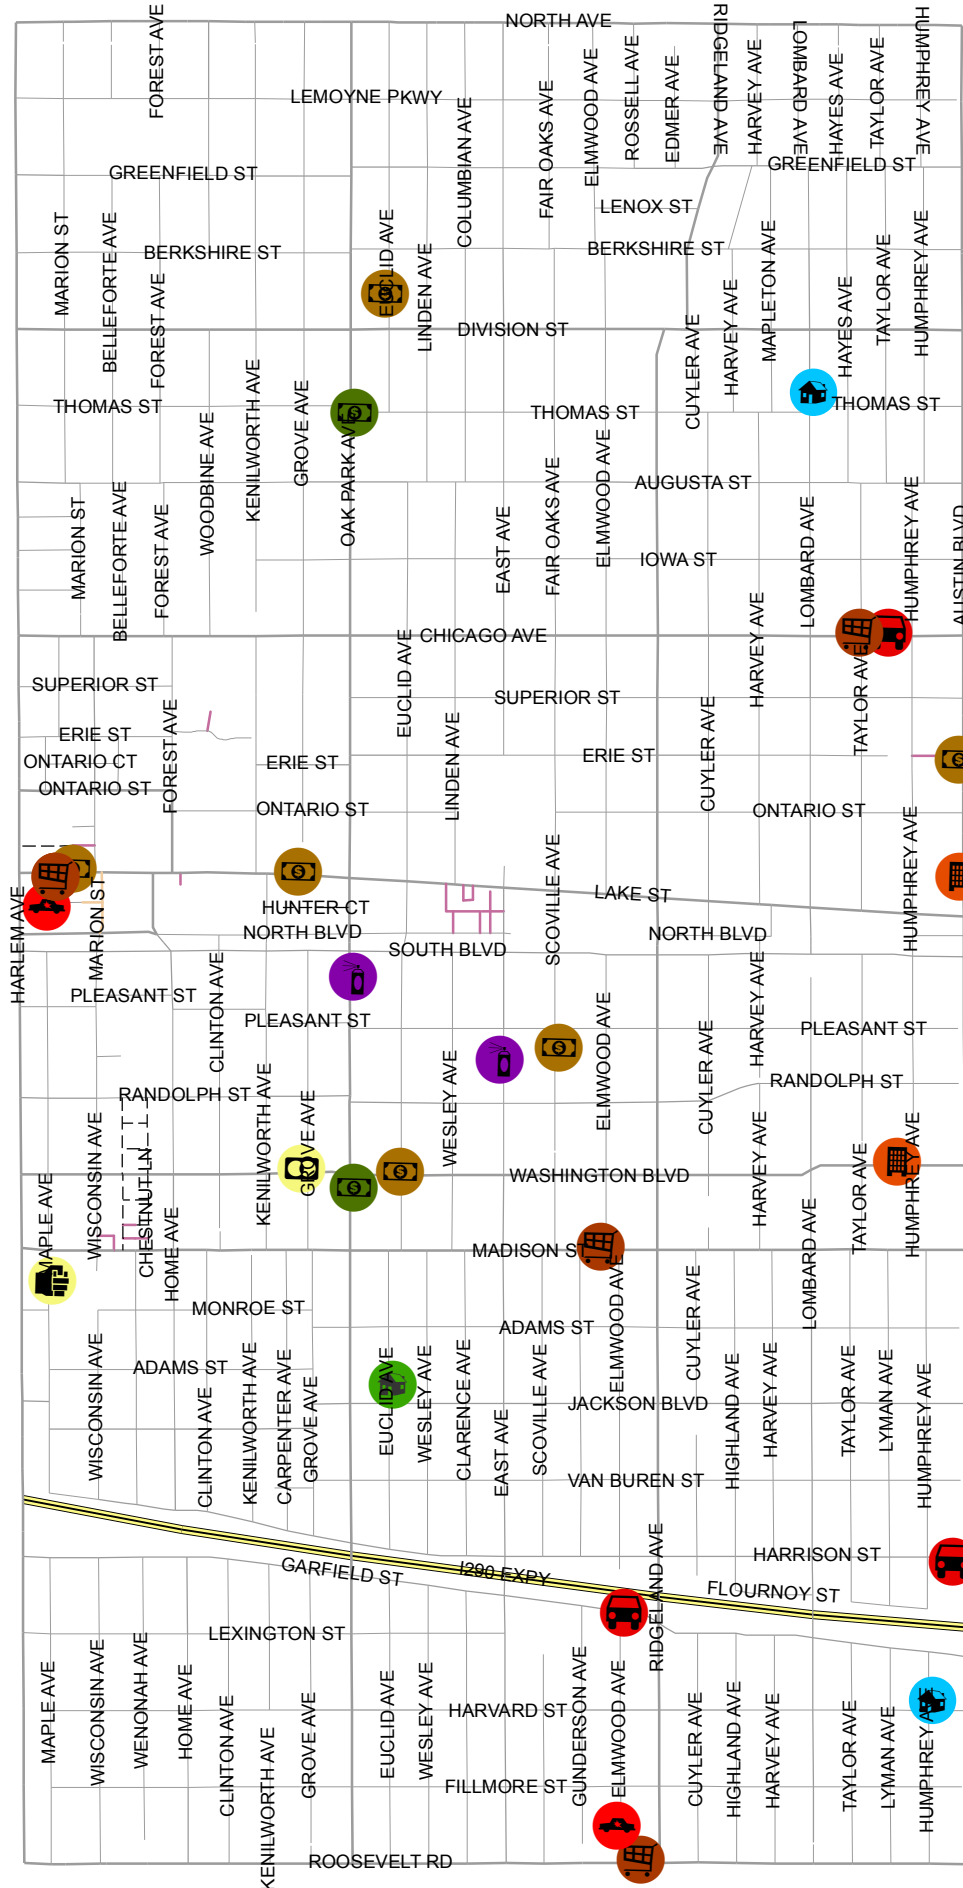 NORTH AVE
FOREST AVE
RIDGELAND AVE
LOMBARD AVE
HUMPHREY AVE
ELMWOOD AVE
ROSSELL AVE
EDMER AVE
HARVEY AVE
HAYES AVE
TAYLOR AVE
LEMOYNE PKWY
COLUMBIAN AVE
FAIR OAKS AVE
GREENFIELD ST
GREENFIELD ST
LENOX ST
MARION ST
BELLEFORTE AVE
BERKSHIRE ST
EUCLID AVE
LINDEN AVE
BERKSHIRE ST
MAPLETON AVE
TAYLOR AVE
HUMPHREY AVE
FOREST AVE
DIVISION ST
CUYLER AVE
HARVEY AVE
HAYES AVE
THOMAS ST
WOODBINE AVE
KENILWORTH AVE
GROVE AVE
OAK PARK AVE
THOMAS ST
THOMAS ST
FAIR OAKS AVE
ELMWOOD AVE
AUGUSTA ST
MARION ST
BELLEFORTE AVE
FOREST AVE
EAST AVE
IOWA ST
LOMBARD AVE
HUMPHREY AVE
AUSTIN BLVD
CHICAGO AVE
EUCLID AVE
HARVEY AVE
TAYLOR AVE
SUPERIOR ST
SUPERIOR ST
FOREST AVE
LINDEN AVE
CUYLER AVE
ERIE ST
ONTARIO CT
ERIE ST
ERIE ST
ONTARIO ST
ONTARIO ST
ONTARIO ST
HARLEM AVE
MARION ST
SCOVILLE AVE
HUMPHREY AVE
LAKE ST
HUNTER CT
NORTH BLVD
SOUTH BLVD
NORTH BLVD
PLEASANT ST
CLINTON AVE
PLEASANT ST
HARVEY AVE
PLEASANT ST
ELMWOOD AVE
CUYLER AVE
RANDOLPH ST
WESLEY AVE
RANDOLPH ST
MAPLE AVE
WISCONSIN AVE
CHESTNUT LN
HOME AVE
KENILWORTH AVE
GROVE AVE
WASHINGTON BLVD
HARVEY AVE
TAYLOR AVE
HUMPHREY AVE
LOMBARD AVE
MADISON ST
ELMWOOD AVE
CUYLER AVE
MONROE ST
ADAMS ST
ADAMS ST
WISCONSIN AVE
CLINTON AVE
KENILWORTH AVE
CARPENTER AVE
GROVE AVE
EUCLID AVE
WESLEY AVE
CLARENCE AVE
EAST AVE
SCOVILLE AVE
JACKSON BLVD
HIGHLAND AVE
HARVEY AVE
TAYLOR AVE
LYMAN AVE
HUMPHREY AVE
VAN BUREN ST
RIDGELAND AVE
HARRISON ST
GARFIELD ST
I290 EXPY
FLOURNOY ST
LEXINGTON ST
MAPLE AVE
WISCONSIN AVE
WENONAH AVE
HOME AVE
CLINTON AVE
KENILWORTH AVE
GROVE AVE
EUCLID AVE
WESLEY AVE
HARVARD ST
GUNDERSON AVE
ELMWOOD AVE
CUYLER AVE
HIGHLAND AVE
HARVEY AVE
TAYLOR AVE
LYMAN AVE
HUMPHREY AVE
FILLMORE ST
ROOSEVELT RD